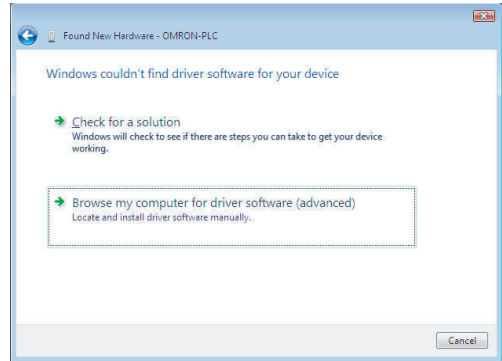 Found New Hardware - OMRON-PLC
Windows couldn't find driver software for your device
Check for a solution
Windows will check to see if there are steps you can take to get your device
working.
Browse my computer for driver software (advanced)
Locate and install driver software manually.
Cancel